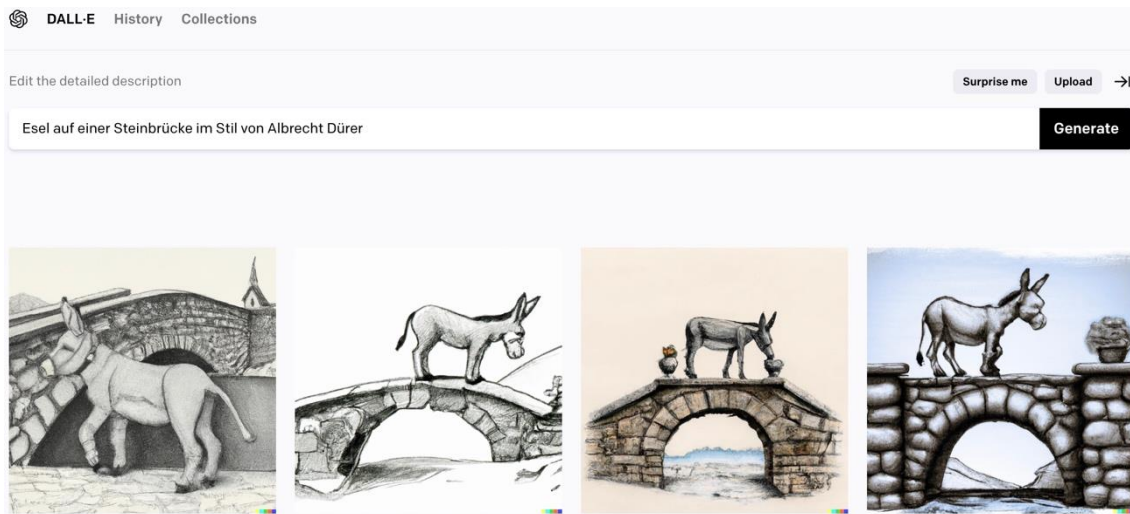 DALL·E History Collections
Edit the detailed description
Surprise me Upload
Esel auf einer Steinbrücke im Stil von Albrecht Dürer
Generate